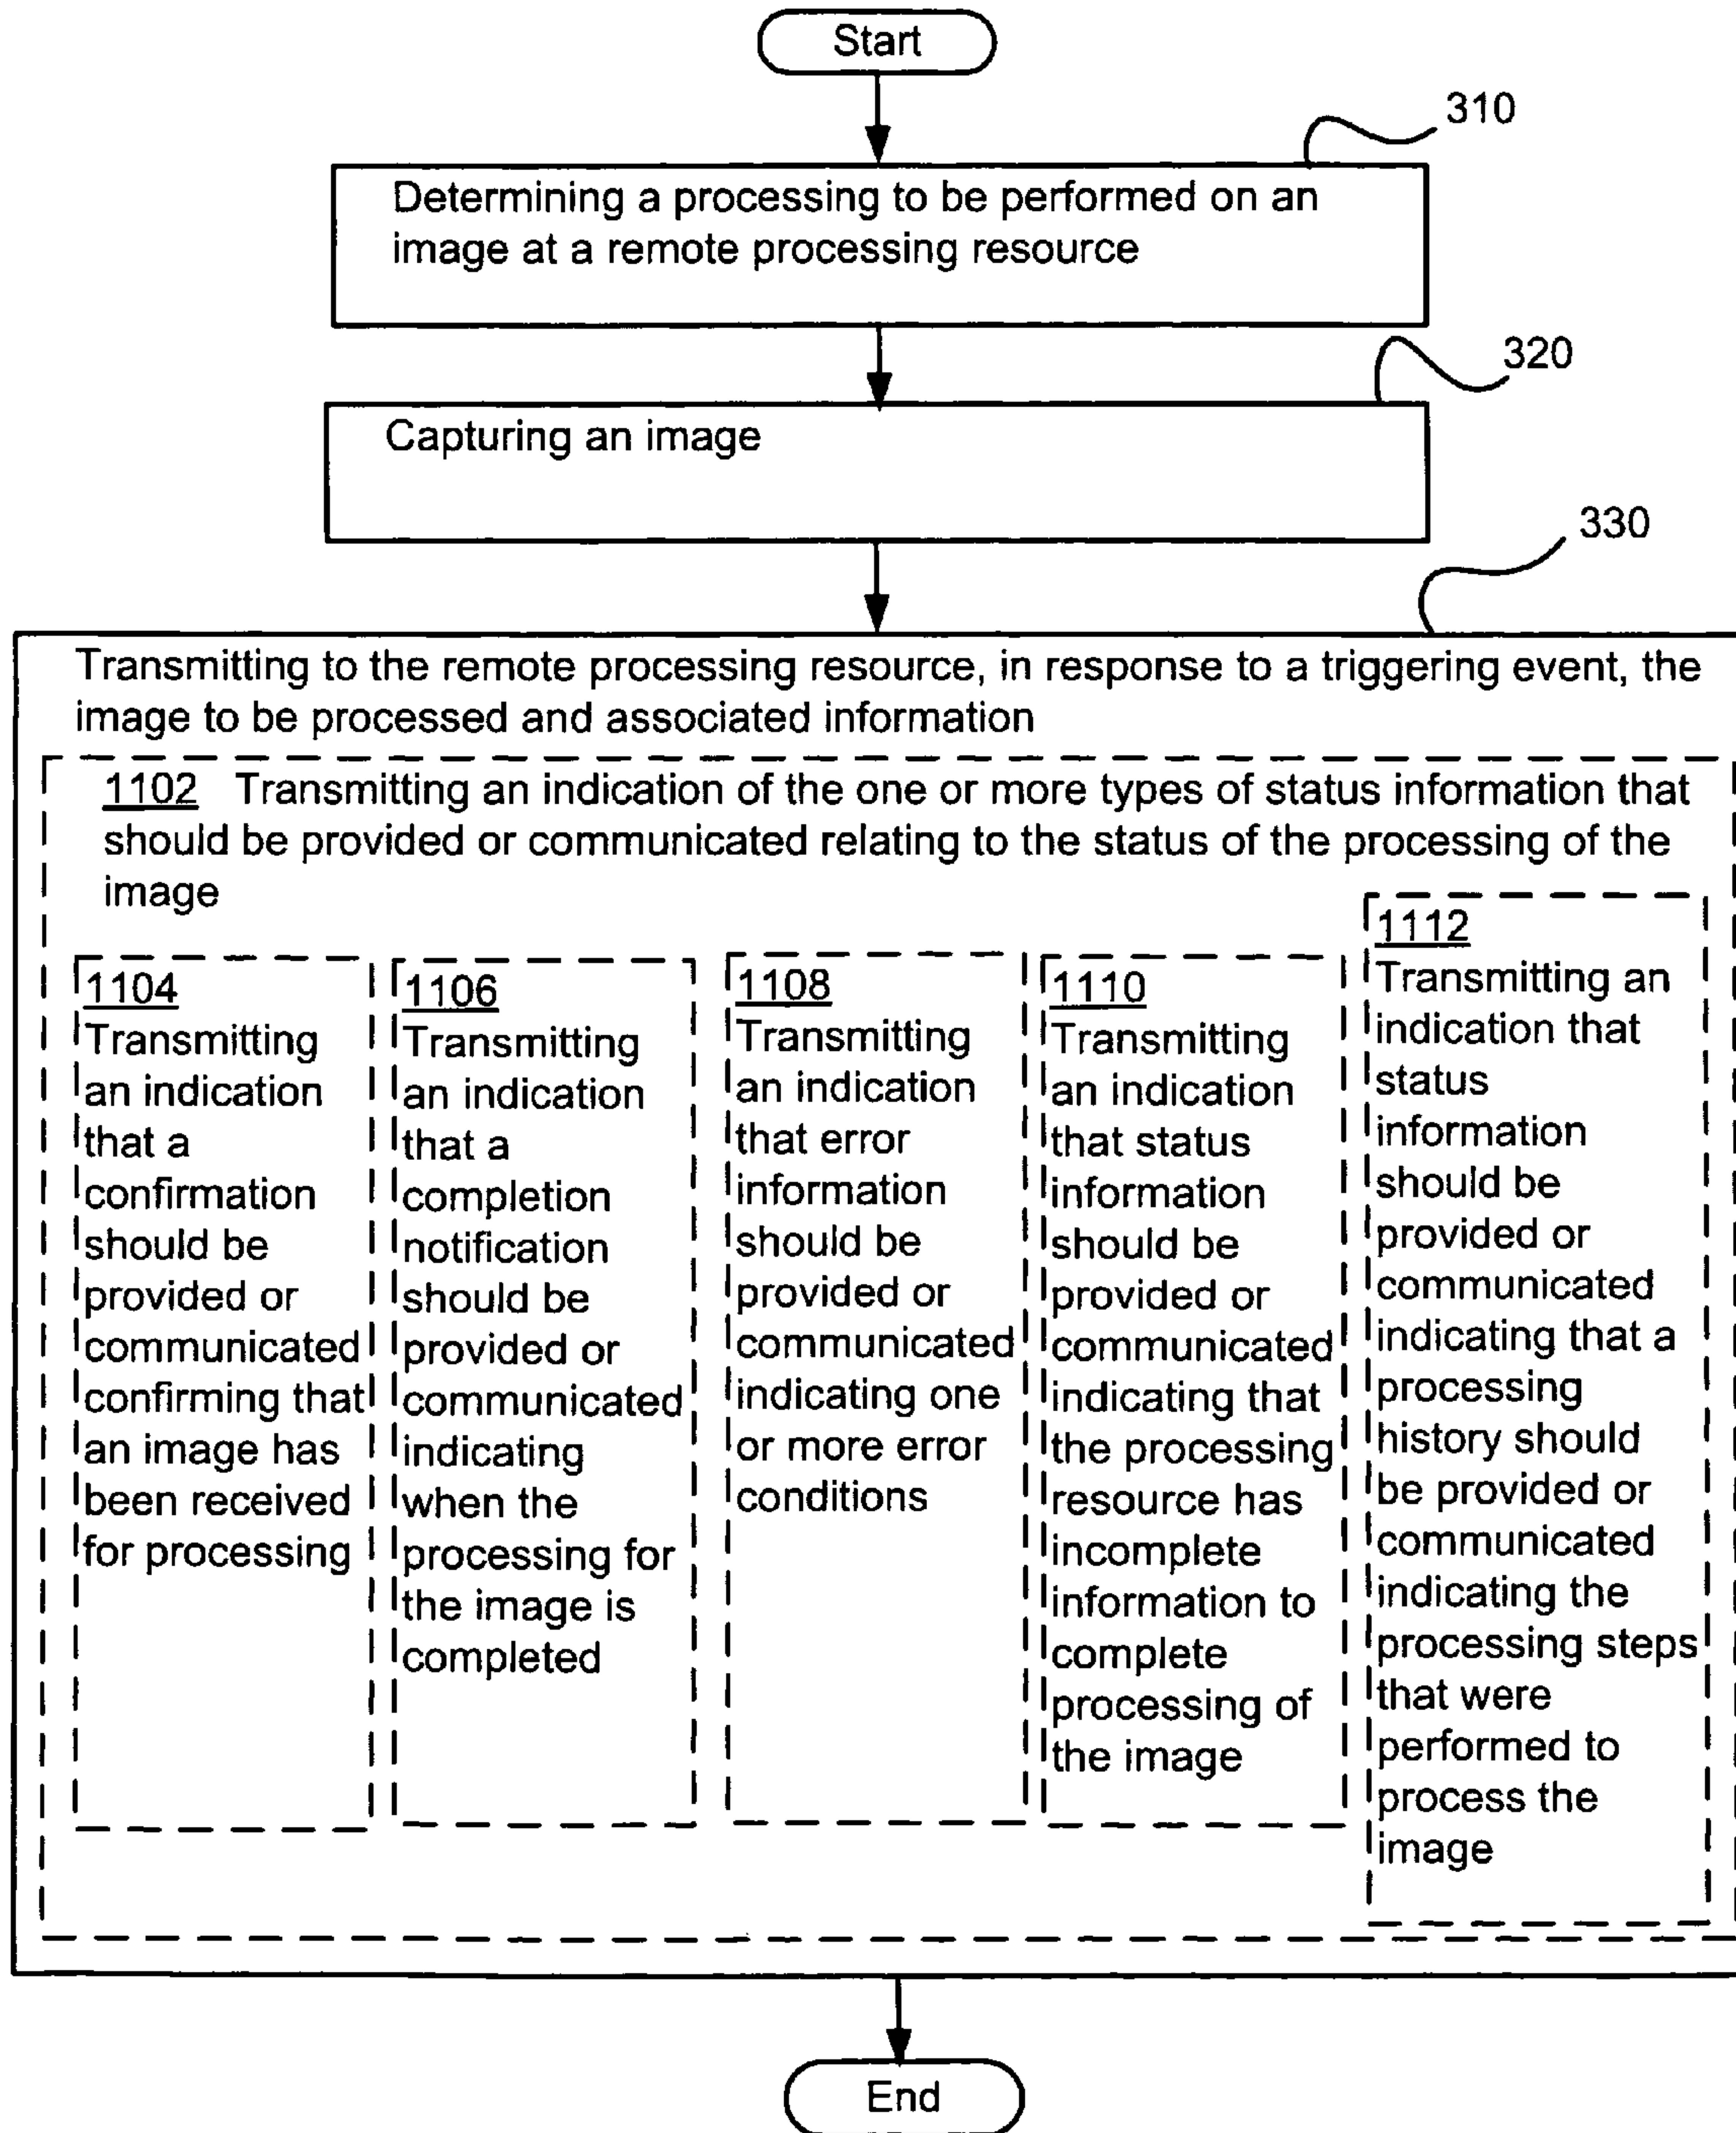 Start
310
Determining a processing to be performed on an
image at a remote processing resource
320
Capturing an image
330
Transmitting to the remote processing resource, in response to a triggering event, the
image to be processed and associated information
1102 Transmitting an indication of the one or more types of status information that
should be provided or communicated relating to the status of the processing of the
image
1104
Transmitting
an indication
that a
confirmation
should be
provided or
communicated
confirming that
an image has
been received
for processing
1106
Transmitting
an indication
that a
completion
notification
should be
provided or
communicated
indicating
when the
processing for
the image is
completed
1108
Transmitting
an indication
that error
information
should be
provided or
communicated
indicating one
or more error
conditions
1110
Transmitting
an indication
that status
information
should be
provided or
communicated
indicating that
the processing
resource has
incomplete
information to
complete
processing of
the image
1112
Transmitting an
indication that
status
information
should be
provided or
communicated
indicating that a
processing
history should
be provided or
communicated
indicating the
processing steps
that were
performed to
process the
image
End